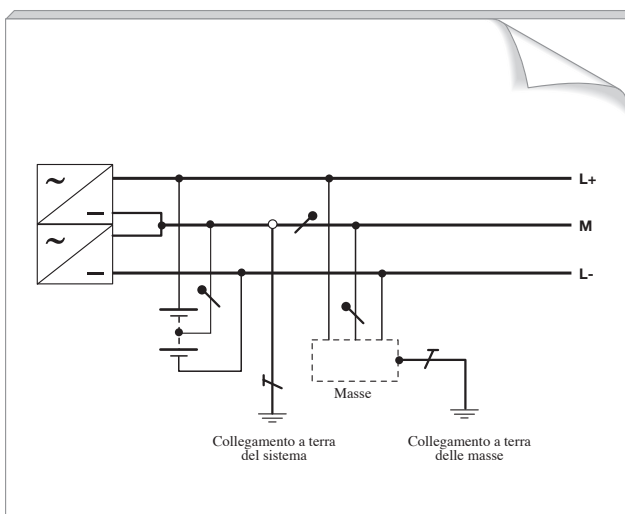 L+
M
L-
Masse
Collegamento a terra
del sistema
Collegamento a terra
delle masse